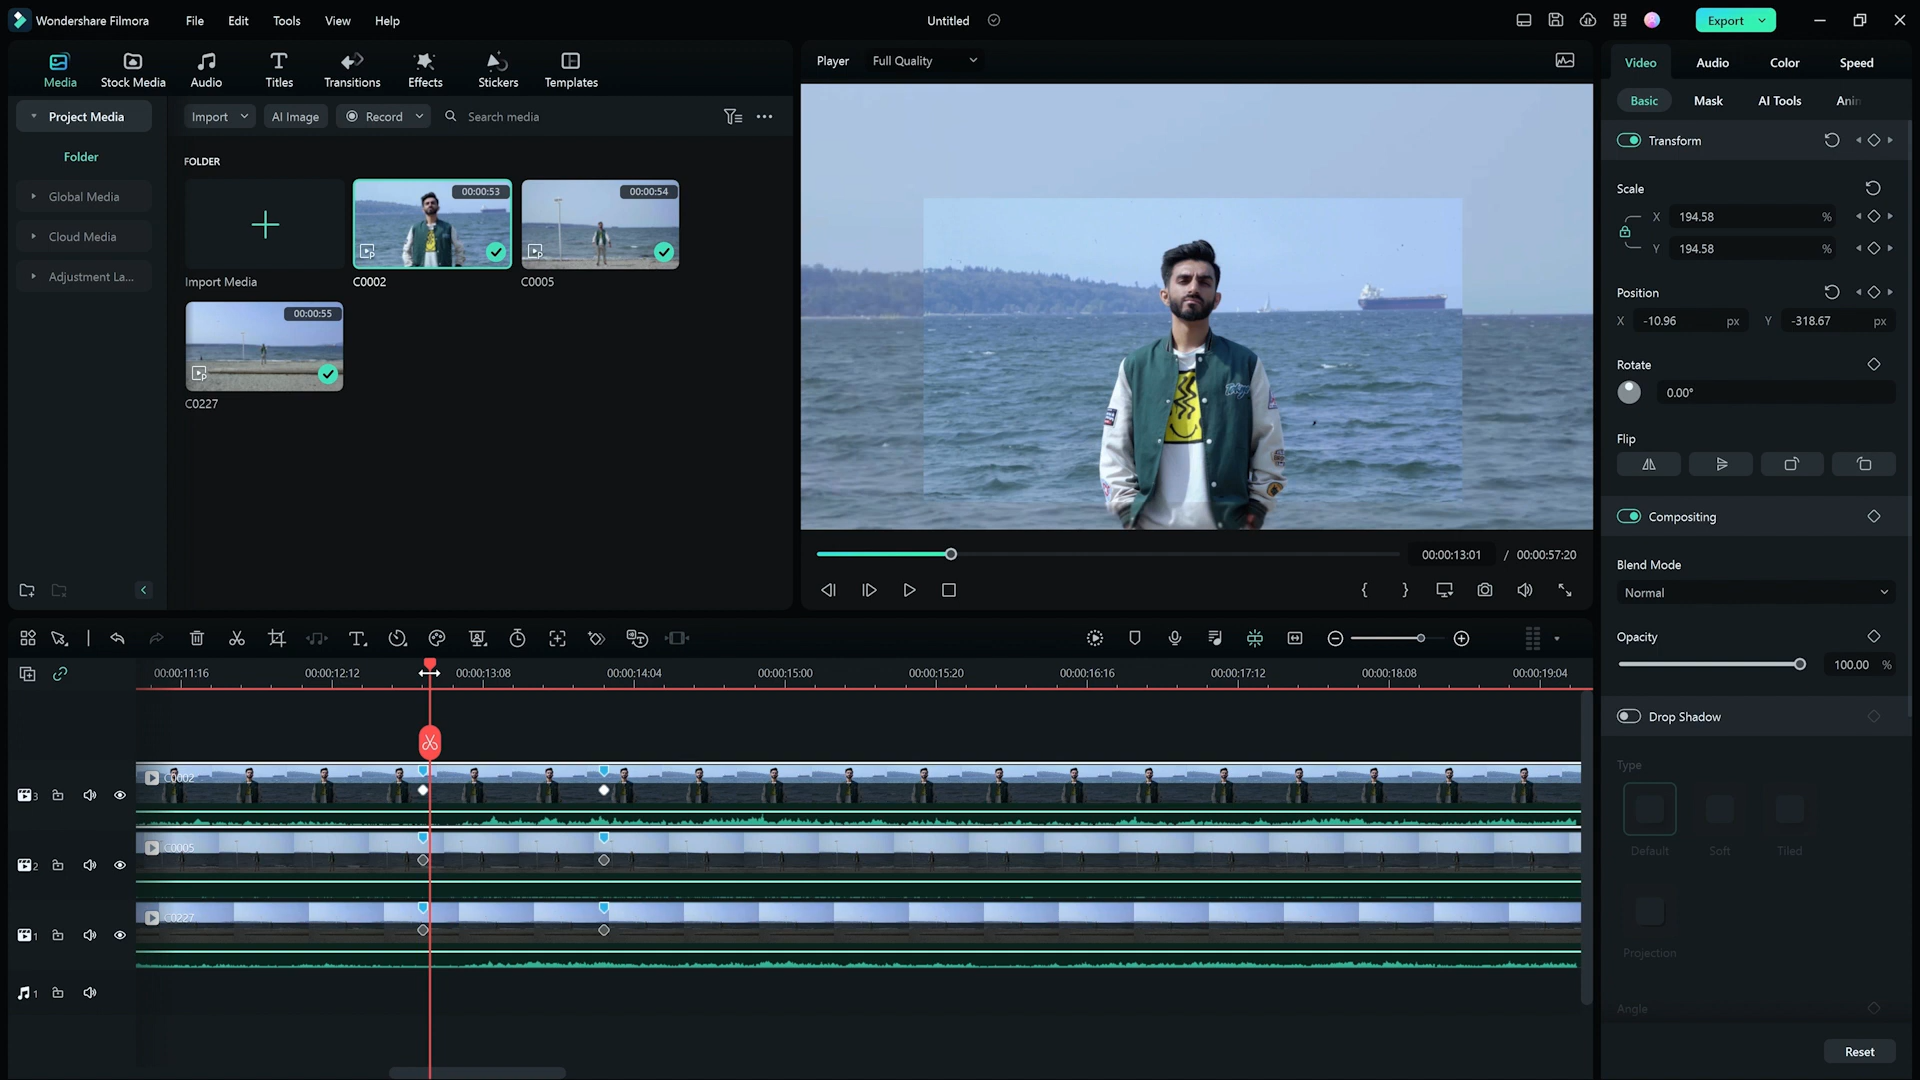 Wondershare Filmora
File Edit Tools View Help
Untitled
Export
Media
Stock Media
Audio
Titles
Transitions
Effects
Stickers
Templates
Player Full Quality
Video Audio Color Speed
Project Media
Import AI Image Record Search media
Basic Mask AI Tools Anin
Folder
Global Media
Cloud Media
Adjustment La...
FOLDER
00:00:53
00:00:54
Import Media C0002 C0005
00:00:55
C0227
Transform
Scale
X 194.58 %
Y 194.58 %
Position
X -10.96 px Y -318.67 px
Rotate
0.00°
Flip
Compositing
Blend Mode
Normal
Opacity
100.00 %
Drop Shadow
Type
Default Soft Tiled
Projection
Angle
Reset
00:00:13:01 / 00:00:57:20
00:00:11:16 00:00:12:12 00:00:13:08 00:00:14:04 00:00:15:00 00:00:15:20 00:00:16:16 00:00:17:12 00:00:18:08 00:00:19:04
3 C0002
2 C0005
1 C0227
1